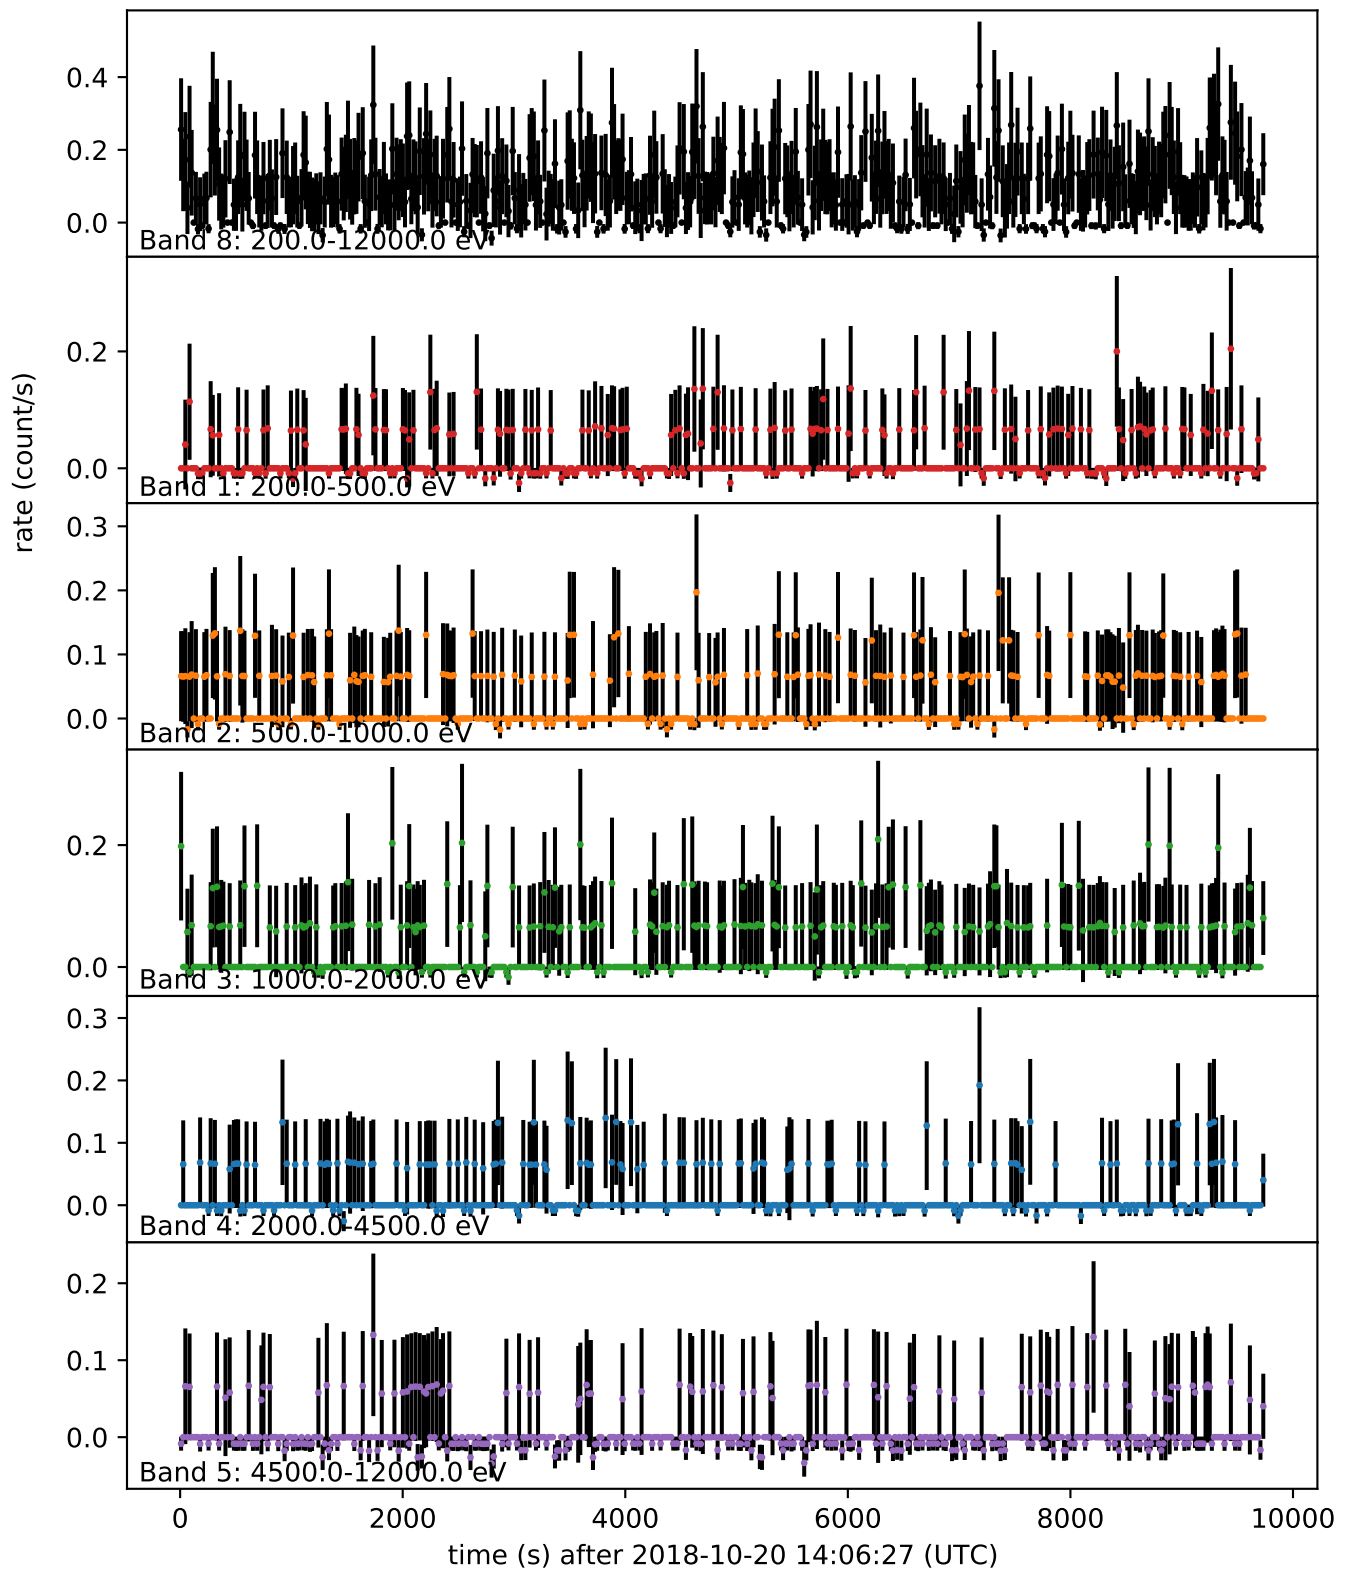 0.4
0.2
0.0
Band 8: 200.0-12000.0 eV
0.2
0.0
Band 1: 200.0-500.0 eV
rate (count/s)
0.3
0.2
0.1
0.0
Band 2: 500.0-1000.0 eV
0.2
0.0
Band 3: 1000.0-2000.0 eV
0.3
0.2
0.1
0.0
Band 4: 2000.0-4500.0 eV
0.2
0.1
0.0
Band 5: 4500.0-12000.0 eV
0 2000 4000 6000 8000 10000
time (s) after 2018-10-20 14:06:27 (UTC)